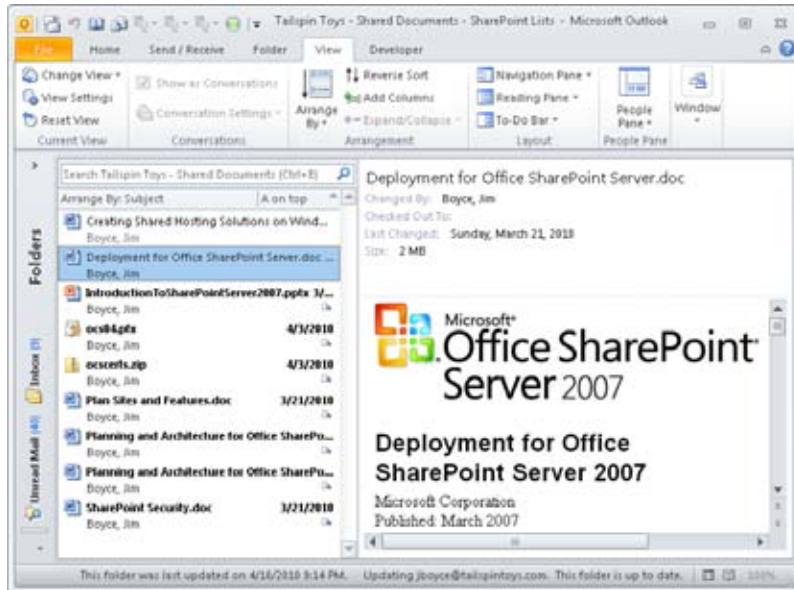 Tailspin Toys - Shared Documents - SharePoint Lists - Microsoft Outlook
File Home Send / Receive Folder View Developer
Change View
View Settings
Reset View
Current View
Show as Conversations
Conversation Settings
Conversations
Arrange By
Reverse Sort
Add Columns
Expand/Collapse
Arrangement
Navigation Pane
Reading Pane
To-Do Bar
Layout
People Pane
People Pane
Window
Folders
Inbox
Unread Mail (40)
Search Tailspin Toys - Shared Documents (Ctrl+E)
Arrange By: Subject A on top
Creating Shared Hosting Solutions on Wind...
Boyce, Jim
Deployment for Office SharePoint Server.doc ...
Boyce, Jim
IntroductionToSharePointServer2007.pptx 3/...
Boyce, Jim
4/3/2010
Boyce, Jim
ocscerts.zip 4/3/2010
Boyce, Jim
Plan Sites and Features.doc 3/21/2010
Boyce, Jim
Planning and Architecture for Office SharePo...
Boyce, Jim
Planning and Architecture for Office SharePo...
Boyce, Jim
SharePoint Security.doc 3/21/2010
Boyce, Jim
Deployment for Office SharePoint Server.doc
Changed By: Boyce, Jim
Checked Out To:
Last Changed: Sunday, March 21, 2010
Size: 2 MB
Microsoft®
Office SharePoint®
Server 2007
Deployment for Office
SharePoint Server 2007
Microsoft Corporation
Published: March 2007
This folder was last updated on 4/18/2010 9:14 PM. Updating jboyce@tailspintoys.com. This folder is up to date. 100%